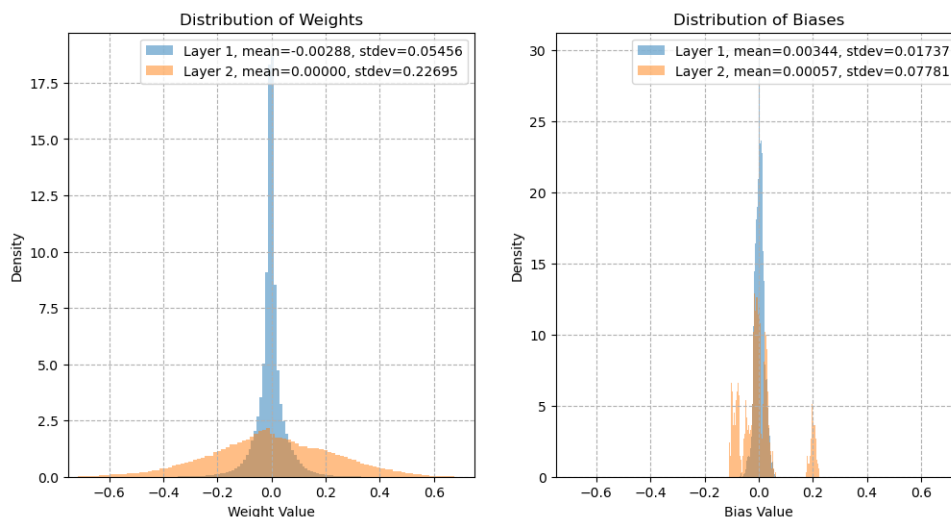 Distribution of Weights
Layer 1, mean=-0.00288, stdev=0.05456
Layer 2, mean=0.00000, stdev=0.22695
17.5
15.0
12.5
10.0
7.5
5.0
2.5
0.0
Density
−0.6 −0.4 −0.2 0.0 0.2 0.4 0.6
Weight Value
Distribution of Biases
Layer 1, mean=0.00344, stdev=0.01737
Layer 2, mean=0.00057, stdev=0.07781
30
25
20
15
10
5
0
Density
−0.6 −0.4 −0.2 0.0 0.2 0.4 0.6
Bias Value